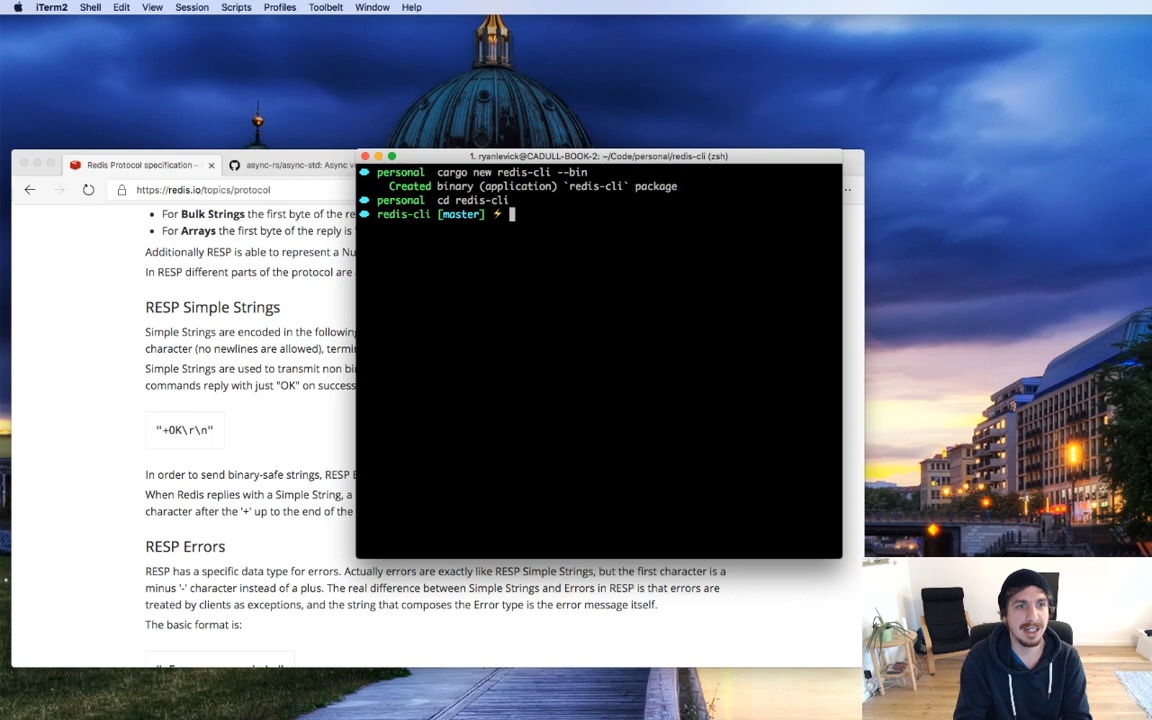 iTerm2 Shell Edit View Session Scripts Profiles Toolbelt Window Help
Redis Protocol specification –
async-rs/async-std: Async v
1. ryanlevick@CADULL-BOOK-2: ~/Code/personal/redis-cli (zsh)
https://redis.io/topics/protocol
personal cargo new redis-cli --bin
Created binary (application) `redis-cli` package
personal cd redis-cli
redis-cli [master] ⚡
• For Bulk Strings the first byte of the re
• For Arrays the first byte of the reply is
Additionally RESP is able to represent a Nu
In RESP different parts of the protocol are
RESP Simple Strings
Simple Strings are encoded in the following
character (no newlines are allowed), termi
Simple Strings are used to transmit non bi
commands reply with just "OK" on success
"+OK\r\n"
In order to send binary-safe strings, RESP
When Redis replies with a Simple String, a
character after the '+' up to the end of the
RESP Errors
RESP has a specific data type for errors. Actually errors are exactly like RESP Simple Strings, but the first character is a
minus '-' character instead of a plus. The real difference between Simple Strings and Errors in RESP is that errors are
treated by clients as exceptions, and the string that composes the Error type is the error message itself.
The basic format is: